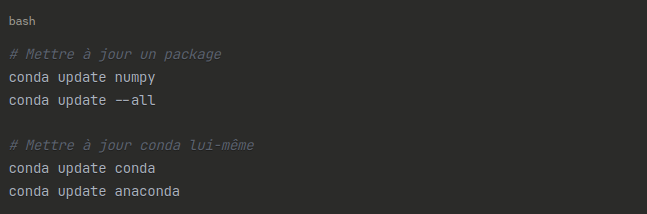 bash
# Mettre à jour un package
conda update numpy
conda update --all
# Mettre à jour conda lui-même
conda update conda
conda update anaconda